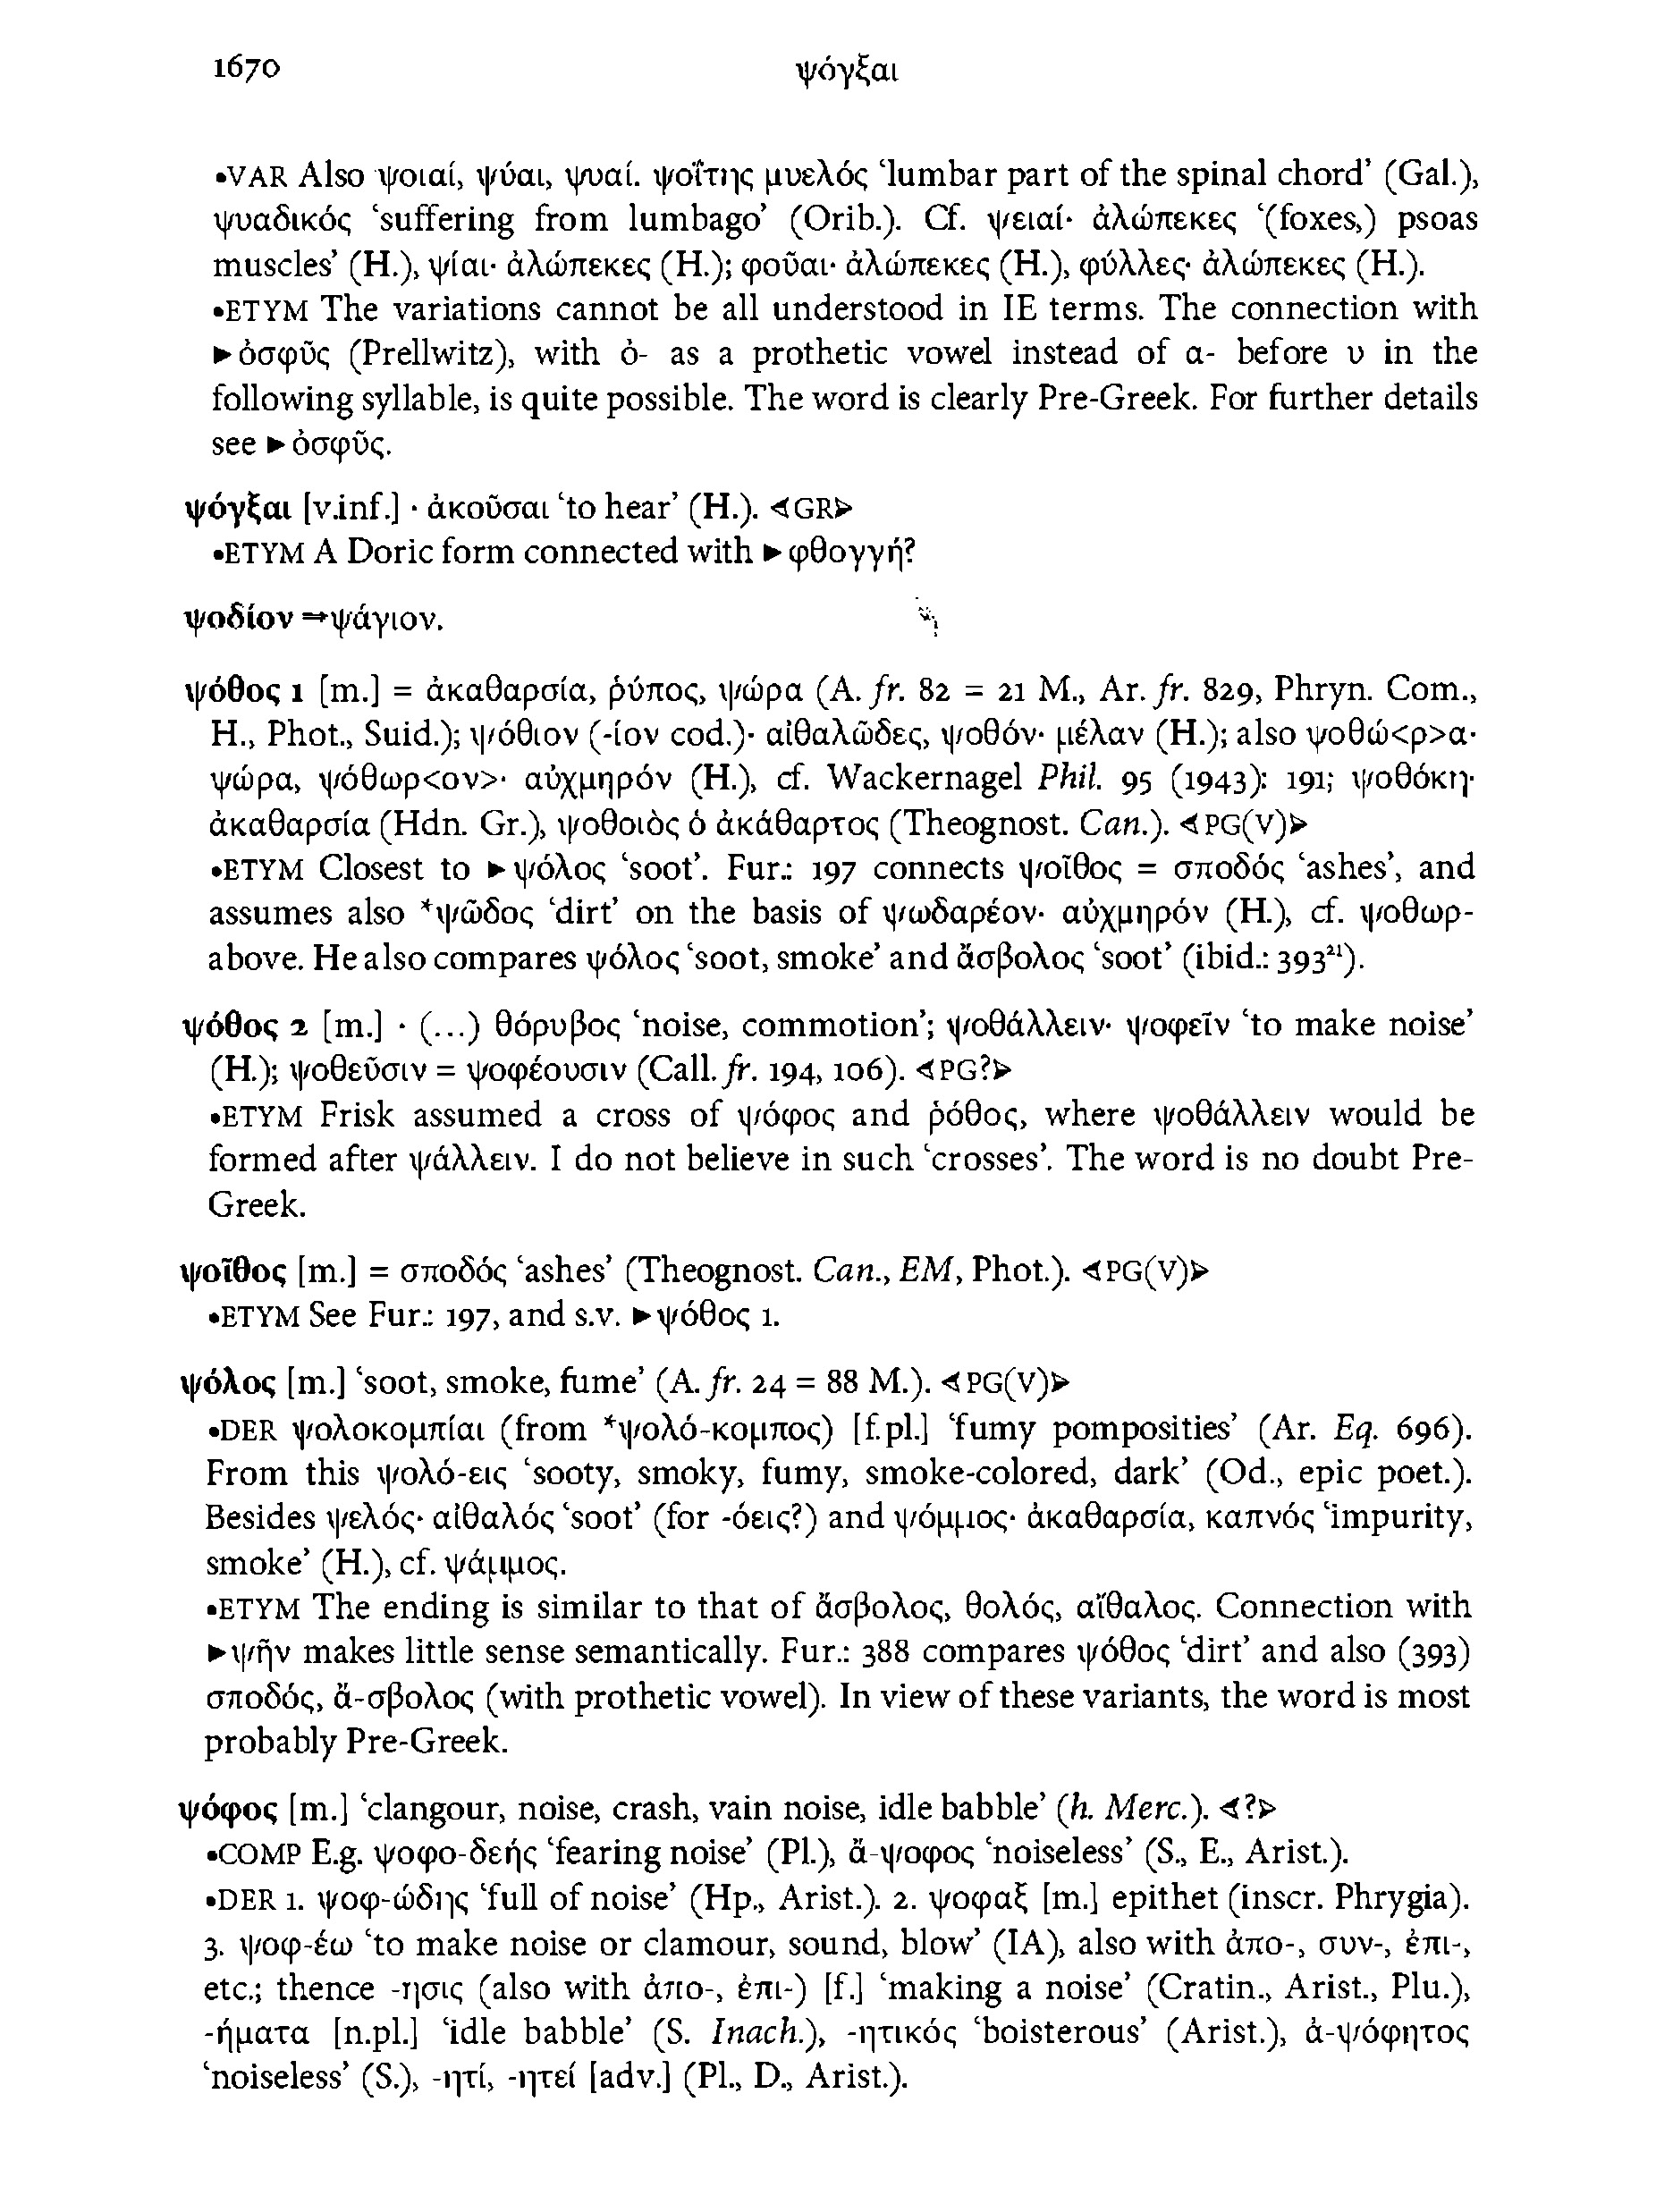 1670 ψόγξαι
•VAR Also ψοιαί, ψύαι, ψυαί. ψοΐτης μυελός ‘lumbar part of the spinal chord’ (Gal.),
ψυαδικός ‘suffering from lumbago’ (Orib.). Cf. ψειαί· ἀλώπεκες ‘(foxes,) psoas
muscles’ (H.), ψίαι· ἀλώπεκες (H.); φοῦαι· ἀλώπεκες (H.), φύλλες· ἀλώπεκες (H.).
•ETYM The variations cannot be all understood in IE terms. The connection with
►ὀσφῦς (Prellwitz), with ὀ- as a prothetic vowel instead of α- before υ in the
following syllable, is quite possible. The word is clearly Pre-Greek. For further details
see ►ὀσφῦς.
ψόγξαι [v.inf.] · ἀκοῦσαι ‘to hear’ (H.). ◄GR►
•ETYM A Doric form connected with ►φθογγή?
ψοδίον ⇒ψάγιον.
ψόθος 1 [m.] = ἀκαθαρσία, ῥύπος, ψώρα (A. fr. 82 = 21 M., Ar. fr. 829, Phryn. Com.,
H., Phot., Suid.); ψόθιον (-ίον cod.)· αἰθαλῶδες, ψοθόν· μέλαν (H.); also ψοθώ<ρ>α·
ψώρα, ψόθωρ<ον>· αὐχμηρόν (H.), cf. Wackernagel Phil. 95 (1943): 191; ψοθόκη·
ἀκαθαρσία (Hdn. Gr.), ψοθοιὸς ὁ ἀκάθαρτος (Theognost. Can.). ◄PG(V)►
•ETYM Closest to ►ψόλος ‘soot’. Fur.: 197 connects ψοῖθος = σποδός ‘ashes’, and
assumes also *ψῶδος ‘dirt’ on the basis of ψωδαρέον· αὐχμηρόν (H.), cf. ψοθωρ-
above. He also compares ψόλος ‘soot, smoke’ and ἄσβολος ‘soot’ (ibid.: 393²¹).
ψόθος 2 [m.] · (...) θόρυβος ‘noise, commotion’; ψοθάλλειν· ψοφεῖν ‘to make noise’
(H.); ψοθεῦσιν = ψοφέουσιν (Call. fr. 194, 106). ◄PG?►
•ETYM Frisk assumed a cross of ψόφος and ῥόθος, where ψοθάλλειν would be
formed after ψάλλειν. I do not believe in such ‘crosses’. The word is no doubt Pre-
Greek.
ψοῖθος [m.] = σποδός ‘ashes’ (Theognost. Can., EM, Phot.). ◄PG(V)►
•ETYM See Fur.: 197, and s.v. ►ψόθος 1.
ψόλος [m.] ‘soot, smoke, fume’ (A. fr. 24 = 88 M.). ◄PG(V)►
•DER ψολοκομπίαι (from *ψολό-κομπος) [f.pl.] ‘fumy pomposities’ (Ar. Eq. 696).
From this ψολό-εις ‘sooty, smoky, fumy, smoke-colored, dark’ (Od., epic poet.).
Besides ψελός· αἰθαλός ‘soot’ (for -όεις?) and ψόμμος· ἀκαθαρσία, καπνός ‘impurity,
smoke’ (H.), cf. ψάμμος.
•ETYM The ending is similar to that of ἄσβολος, θολός, αἴθαλος. Connection with
►ψήν makes little sense semantically. Fur.: 388 compares ψόθος ‘dirt’ and also (393)
σποδός, ἄ-σβολος (with prothetic vowel). In view of these variants, the word is most
probably Pre-Greek.
ψόφος [m.] ‘clangour, noise, crash, vain noise, idle babble’ (h. Merc.). ◄?►
•COMP E.g. ψοφο-δεής ‘fearing noise’ (Pl.), ἄ-ψοφος ‘noiseless’ (S., E., Arist.).
•DER 1. ψοφ-ώδης ‘full of noise’ (Hp., Arist.). 2. ψοφαξ [m.] epithet (inscr. Phrygia).
3. ψοφ-έω ‘to make noise or clamour, sound, blow’ (IA), also with ἀπο-, συν-, ἐπι-,
etc.; thence -ησις (also with ἀπο-, ἐπι-) [f.] ‘making a noise’ (Cratin., Arist., Plu.),
-ήματα [n.pl.] ‘idle babble’ (S. Inach.), -ητικός ‘boisterous’ (Arist.), ἀ-ψόφητος
‘noiseless’ (S.), -ητί, -ητεί [adv.] (Pl., D., Arist.).